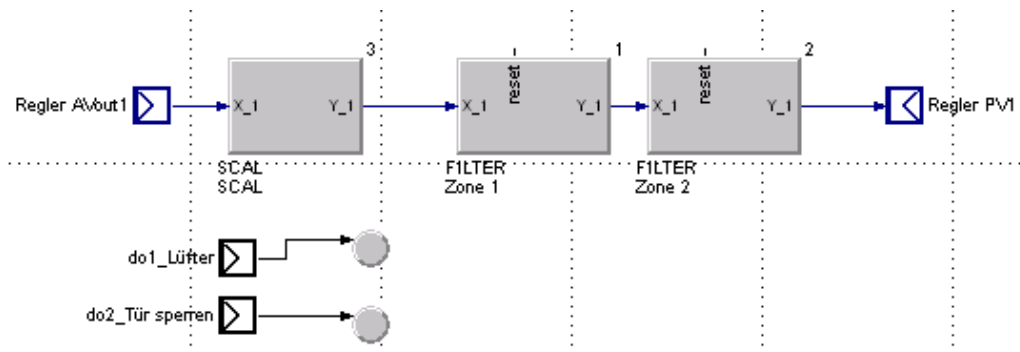 3
1
2
Regler AVout1
X_1
Y_1
X_1
reset
Y_1
X_1
reset
Y_1
Regler PV1
SCAL
SCAL
FILTER
Zone 1
FILTER
Zone 2
do1_Lüfter
do2_Tür sperren